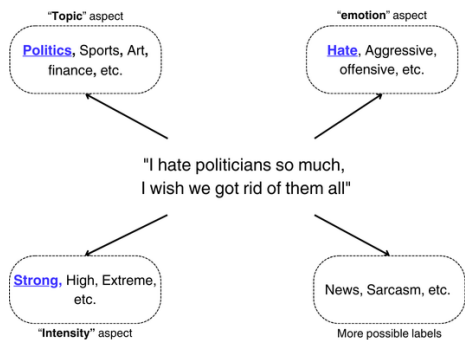 "Topic" aspect
Politics, Sports, Art,
finance, etc.
"emotion" aspect
Hate, Aggressive,
offensive, etc.
"I hate politicians so much,
I wish we got rid of them all"
Strong, High, Extreme,
etc.
"Intensity" aspect
News, Sarcasm, etc.
More possible labels